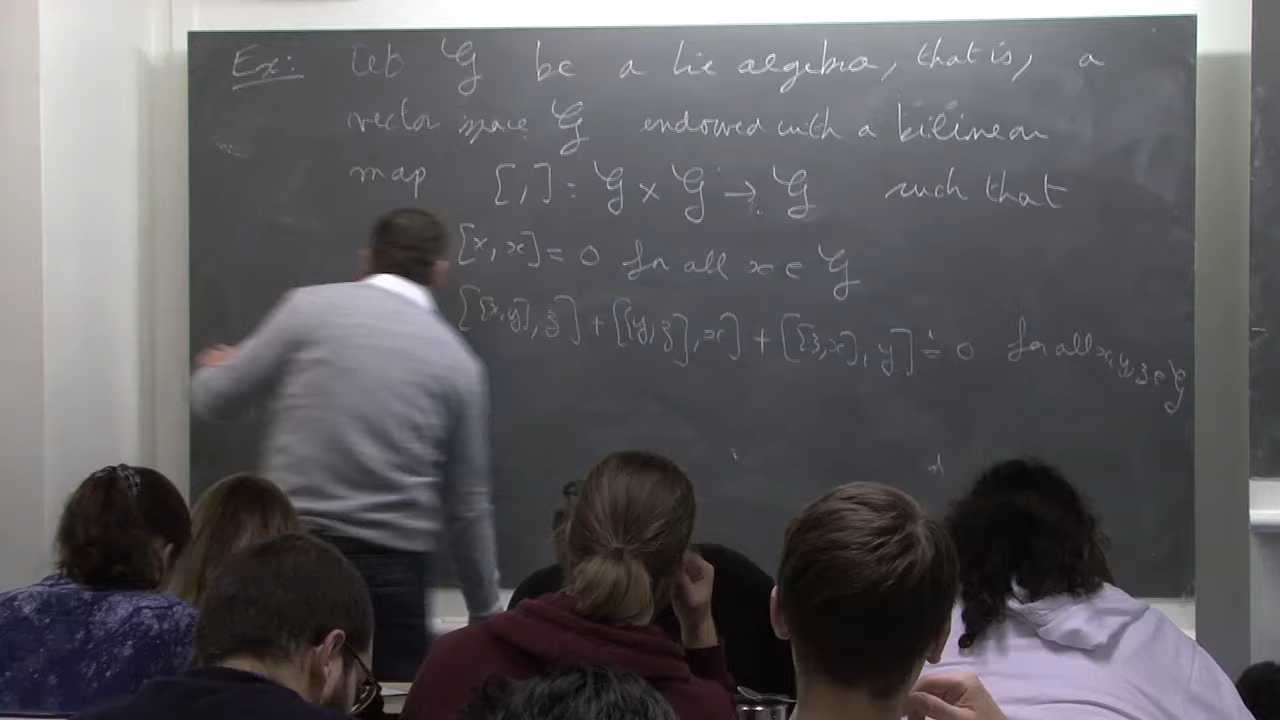 Ex: Let 𝒢 be a lie algebra, that is, a
vector space 𝒢 endowed with a bilinear
map [,]: 𝒢 × 𝒢 → 𝒢 such that
[x, x] = 0 for all x ∈ 𝒢
[[x,y],z] + [[y,z],x] + [[z,x],y] = 0 for all x,y,z ∈ 𝒢